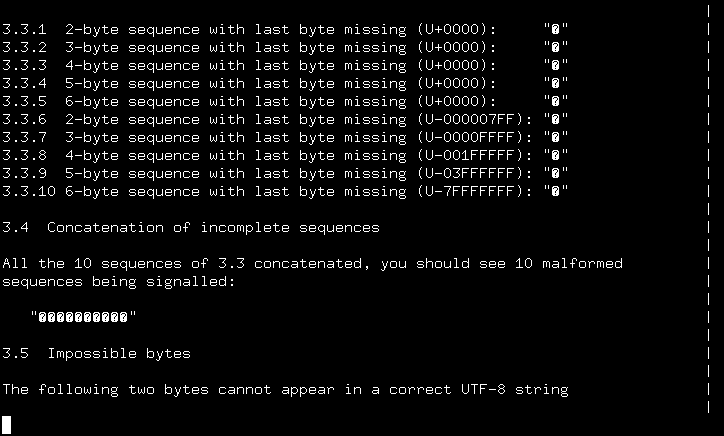 3.3.1  2-byte sequence with last byte missing (U+0000):     "�"
3.3.2  3-byte sequence with last byte missing (U+0000):     "�"
3.3.3  4-byte sequence with last byte missing (U+0000):     "�"
3.3.4  5-byte sequence with last byte missing (U+0000):     "�"
3.3.5  6-byte sequence with last byte missing (U+0000):     "�"
3.3.6  2-byte sequence with last byte missing (U-000007FF): "�"
3.3.7  3-byte sequence with last byte missing (U-0000FFFF): "�"
3.3.8  4-byte sequence with last byte missing (U-001FFFFF): "�"
3.3.9  5-byte sequence with last byte missing (U-03FFFFFF): "�"
3.3.10 6-byte sequence with last byte missing (U-7FFFFFFF): "�"
3.4  Concatenation of incomplete sequences
All the 10 sequences of 3.3 concatenated, you should see 10 malformed
sequences being signalled:
"����������"
3.5  Impossible bytes
The following two bytes cannot appear in a correct UTF-8 string